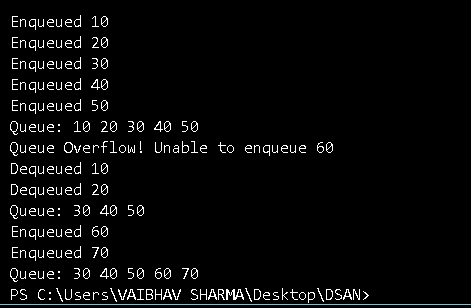 Enqueued 10
Enqueued 20
Enqueued 30
Enqueued 40
Enqueued 50
Queue: 10 20 30 40 50
Queue Overflow! Unable to enqueue 60
Dequeued 10
Dequeued 20
Queue: 30 40 50
Enqueued 60
Enqueued 70
Queue: 30 40 50 60 70
PS C:\Users\VAIBHAV SHARMA\Desktop\DSAN>